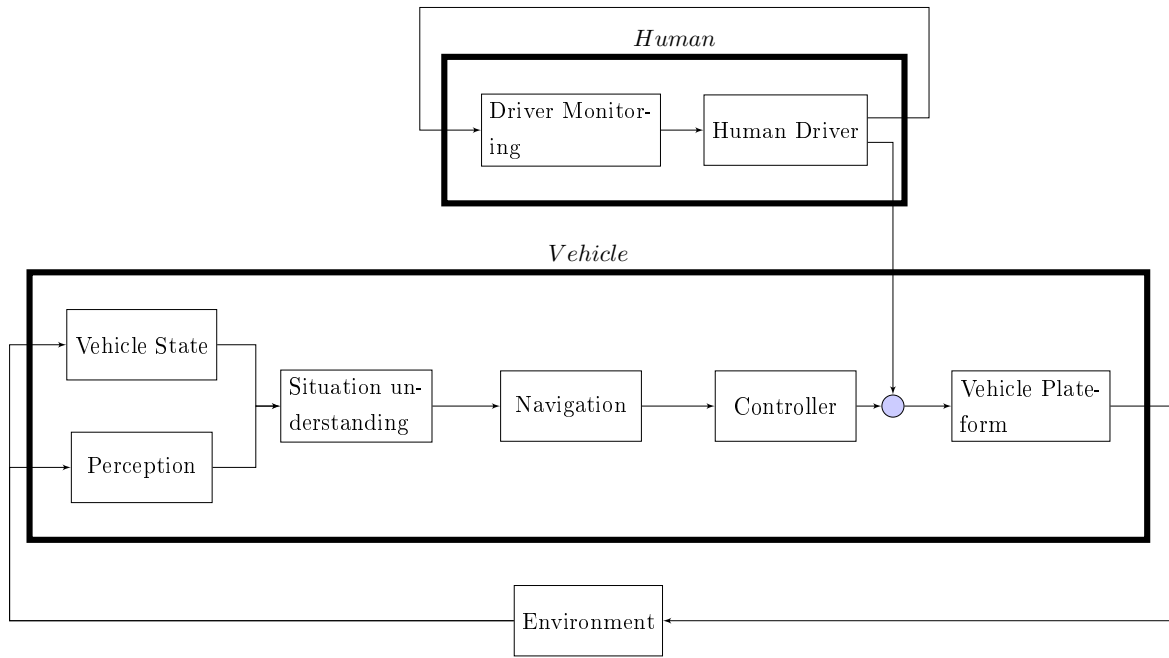 Human
Driver Monitor-
ing
Human Driver
Vehicle
Vehicle State
Situation un-
derstanding
Navigation
Controller
Vehicle Plate-
form
Perception
Environment